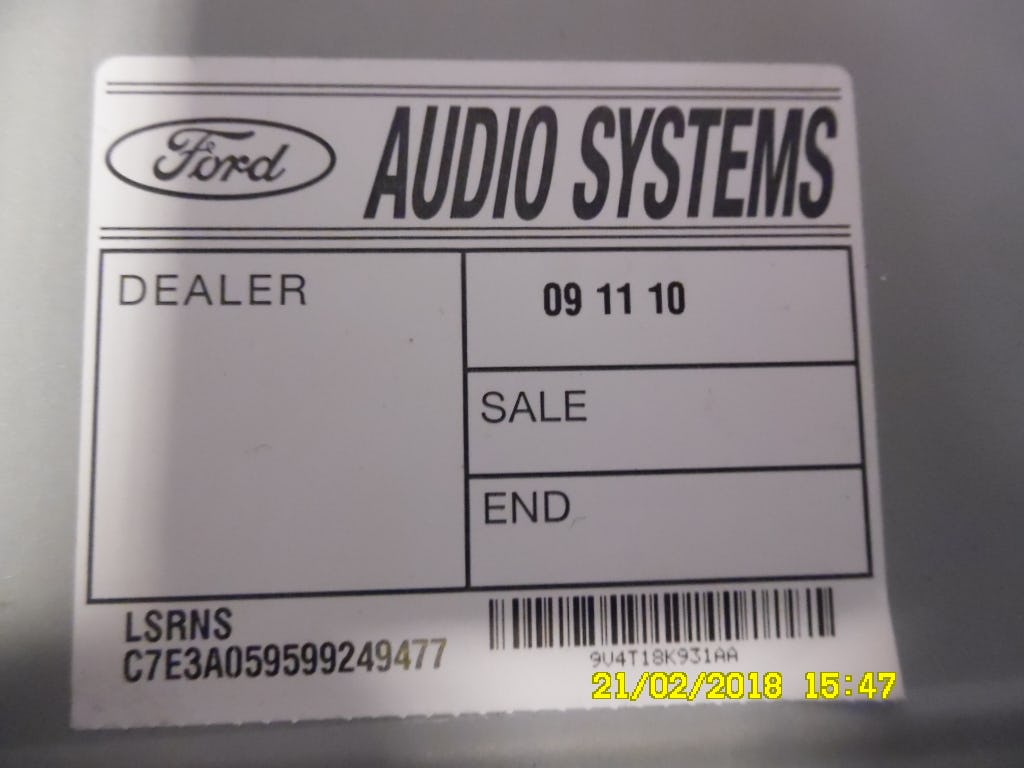 Ford
AUDIO SYSTEMS
DEALER
09 11 10
SALE
END
LSRNS
C7E3A059599249477
9V4T18K931AA
21/02/2018 15:47